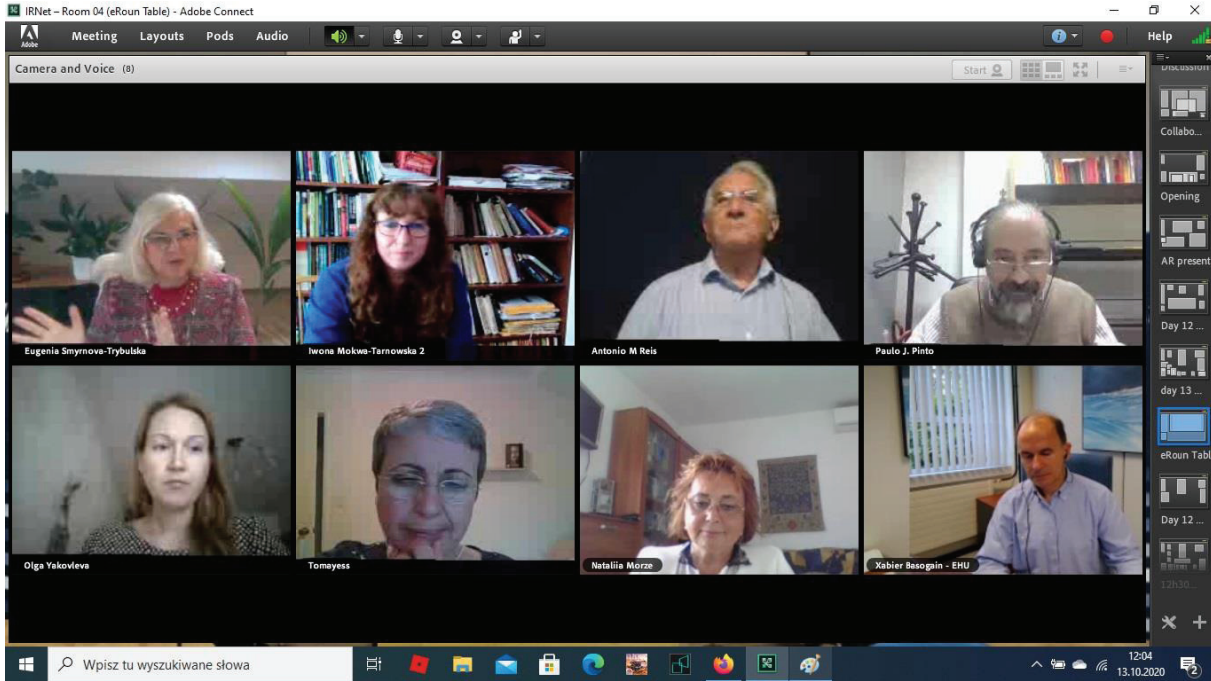 IRNet – Room 04 (eRoun Table) - Adobe Connect
Adobe
Meeting Layouts Pods Audio
Help
Camera and Voice (8)
Start
Discussion
Collabo...
Opening
AR present
Day 12 ...
day 13 ...
eRoun Tabl
Day 12 ...
12h30...
Eugenia Smyrnova-Trybulska
Iwona Mokwa-Tarnowska 2
Antonio M Reis
Paulo J. Pinto
Olga Yakovleva
Tomayess
Nataliia Morze
Xabier Basogain - EHU
Wpisz tu wyszukiwane słowa
12:04
13.10.2020
2